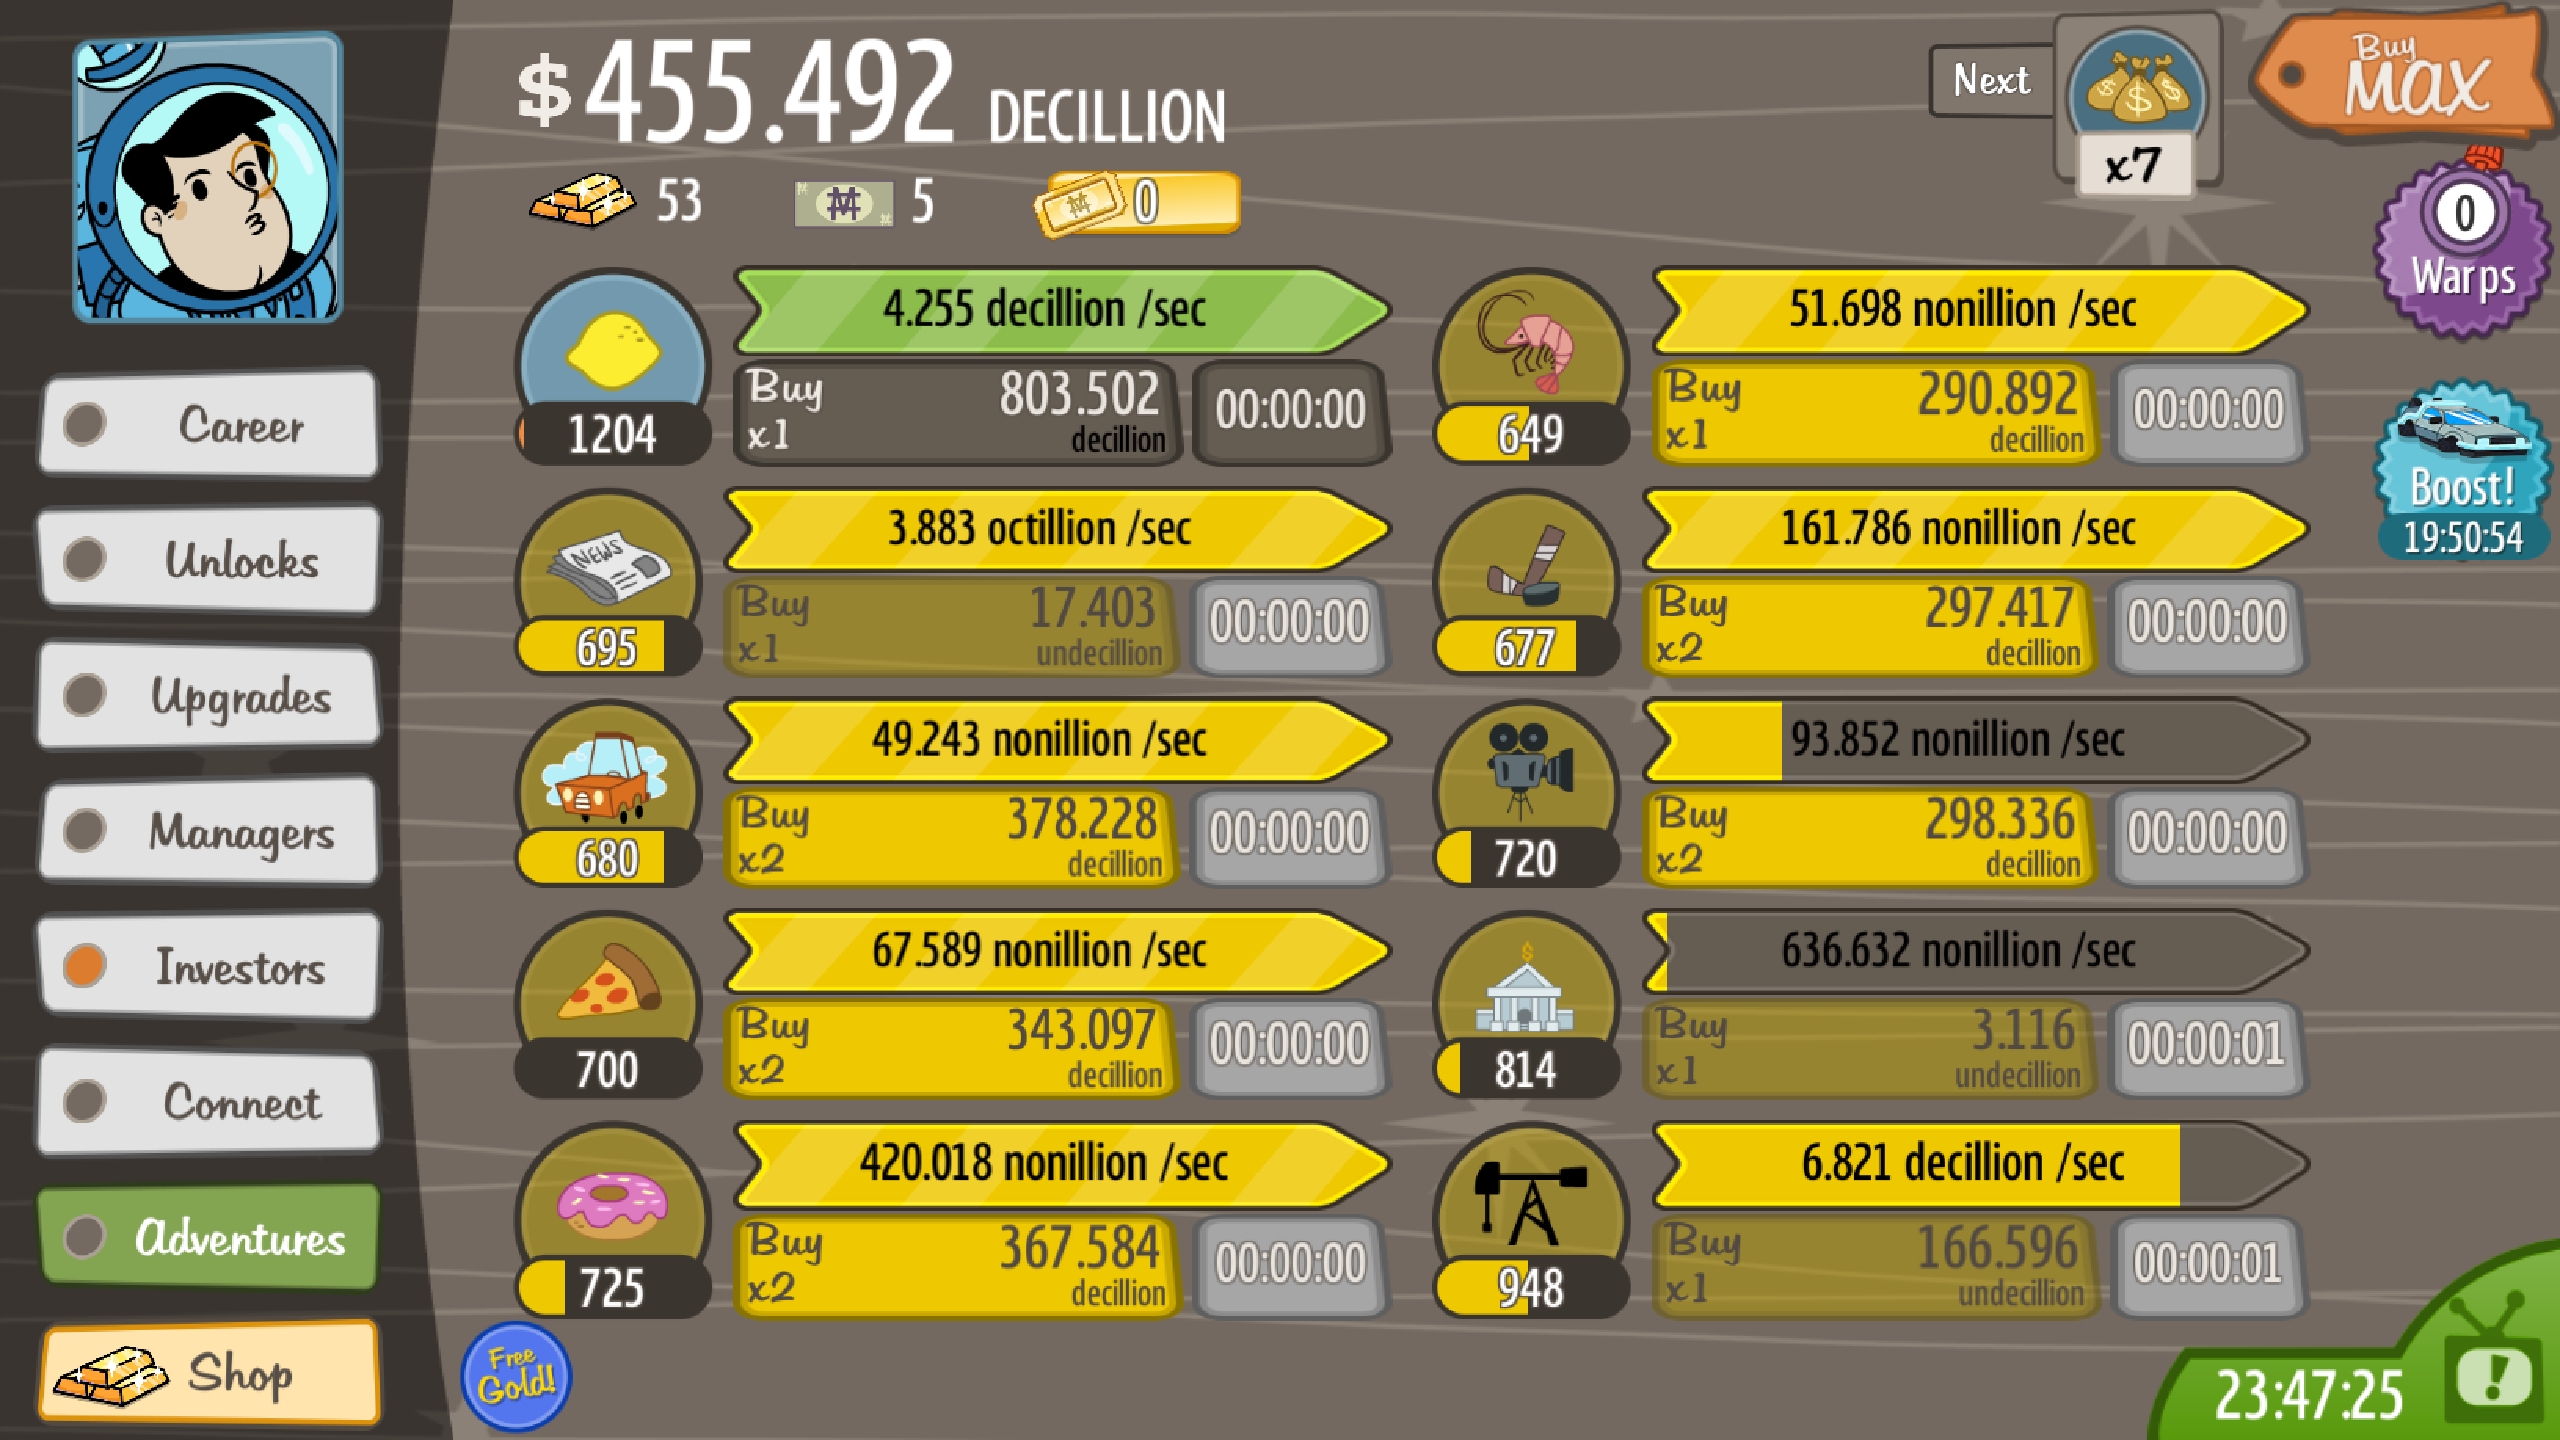 $455.492 DECILLION
Next
x7
Buy
MAX
53
5
0
0
Warps
Boost!
19:50:54
Career
Unlocks
Upgrades
Managers
Investors
Connect
Adventures
Shop
4.255 decillion /sec
1204
Buy
x1
803.502
decillion
00:00:00
51.698 nonillion /sec
649
Buy
x1
290.892
decillion
00:00:00
NEWS
3.883 octillion /sec
695
Buy
x1
17.403
undecillion
00:00:00
161.786 nonillion /sec
677
Buy
x2
297.417
decillion
00:00:00
49.243 nonillion /sec
680
Buy
x2
378.228
decillion
00:00:00
93.852 nonillion /sec
720
Buy
x2
298.336
decillion
00:00:00
67.589 nonillion /sec
700
Buy
x2
343.097
decillion
00:00:00
636.632 nonillion /sec
814
Buy
x1
3.116
undecillion
00:00:01
420.018 nonillion /sec
725
Buy
x2
367.584
decillion
00:00:00
6.821 decillion /sec
948
Buy
x1
166.596
undecillion
00:00:01
Free
Gold!
23:47:25